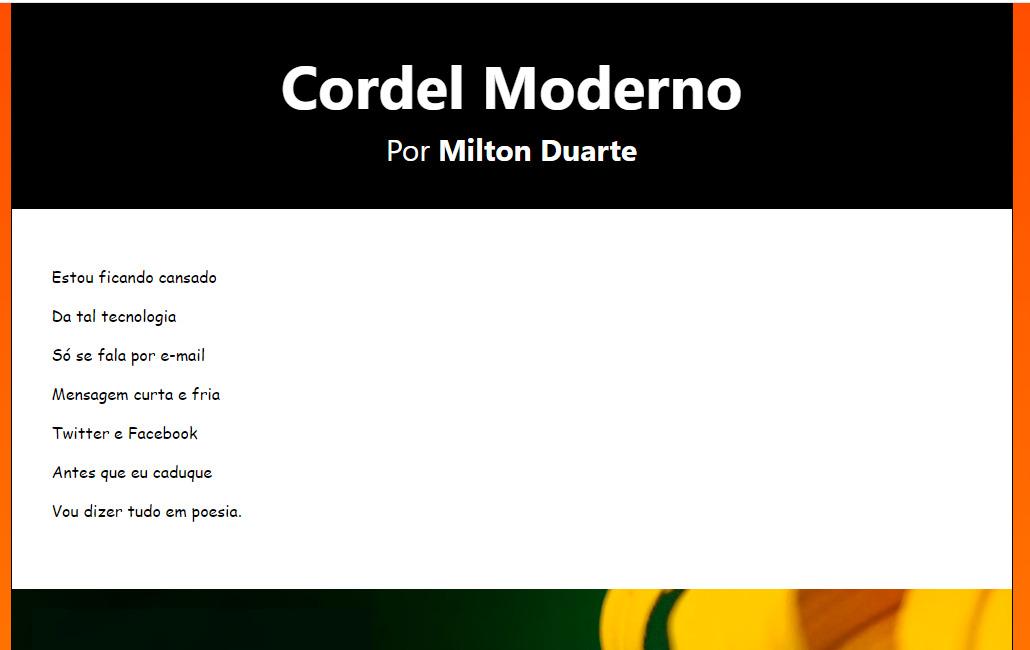 Cordel Moderno
Por Milton Duarte
Estou ficando cansado
Da tal tecnologia
Só se fala por e-mail
Mensagem curta e fria
Twitter e Facebook
Antes que eu caduque
Vou dizer tudo em poesia.